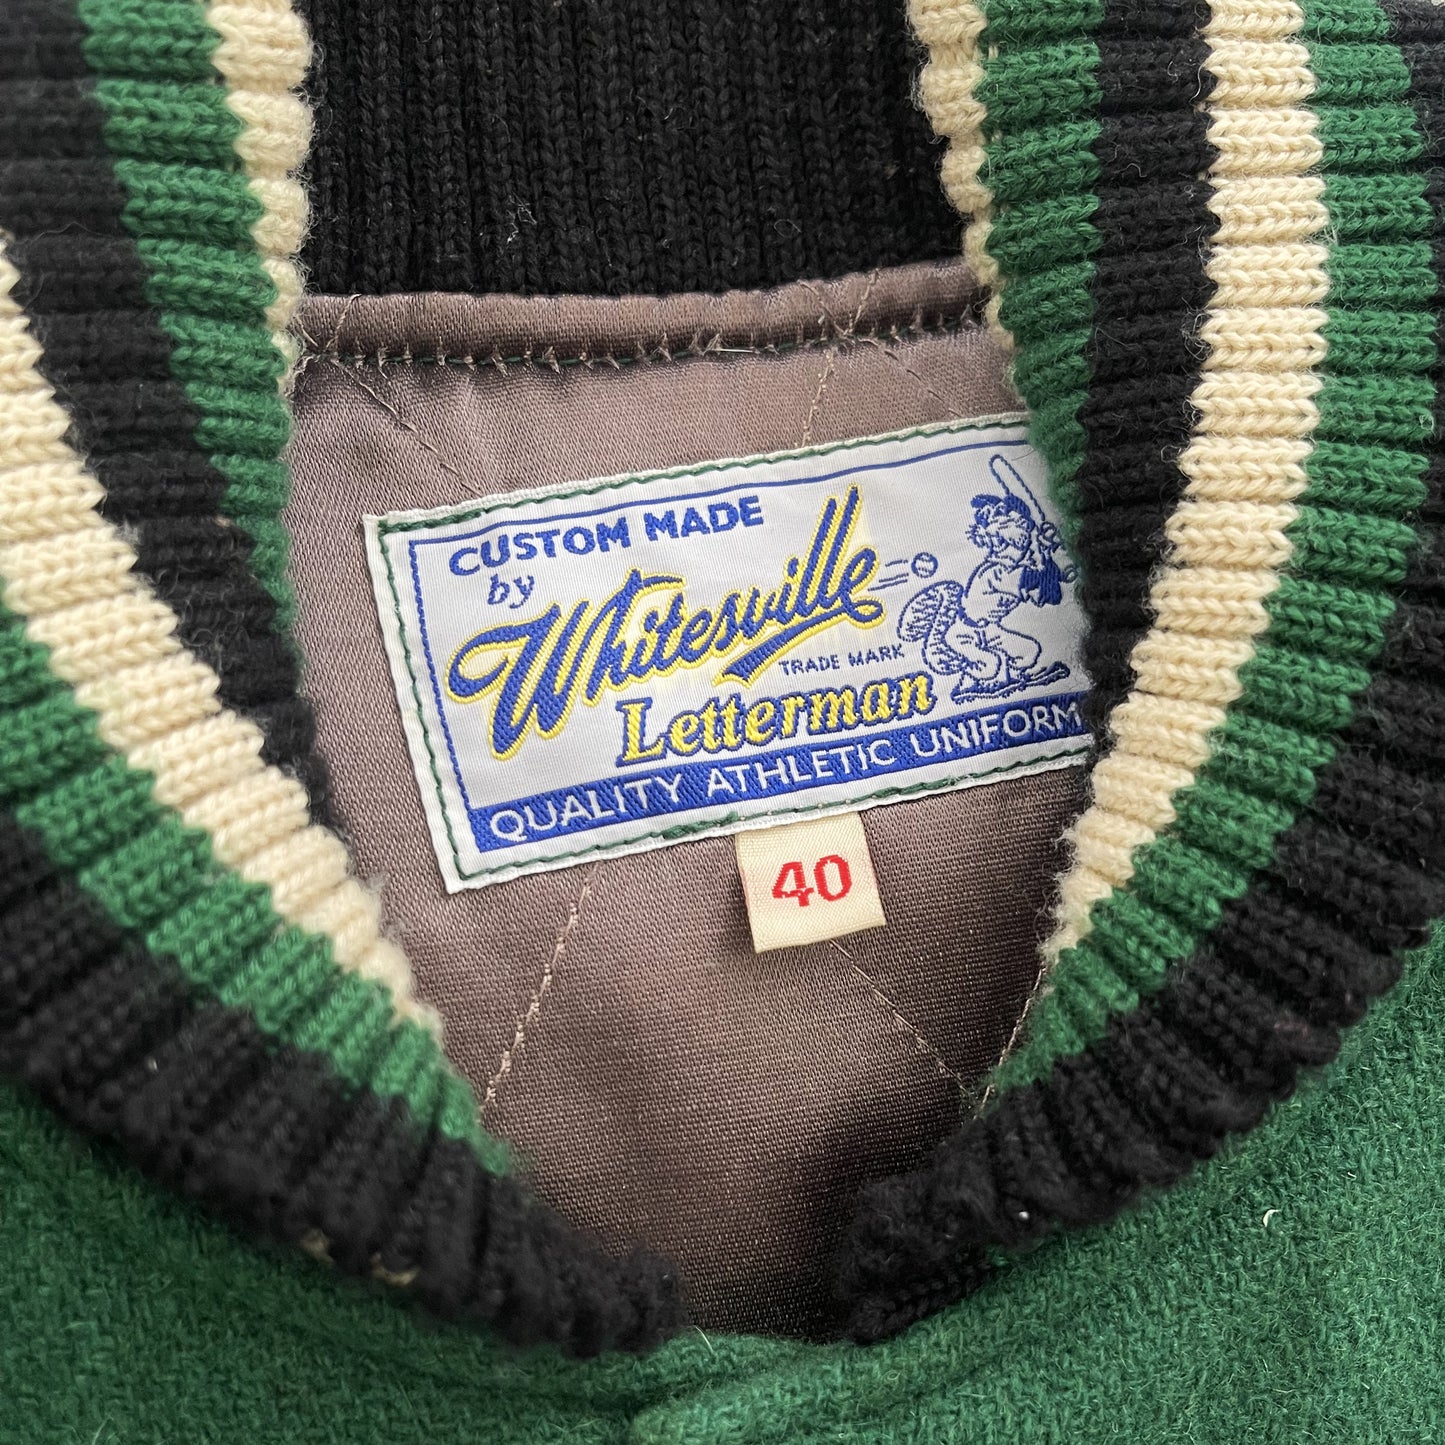 CUSTOM MADE
by
Whitesville
TRADE MARK
Letterman
QUALITY ATHLETIC UNIFORM
40